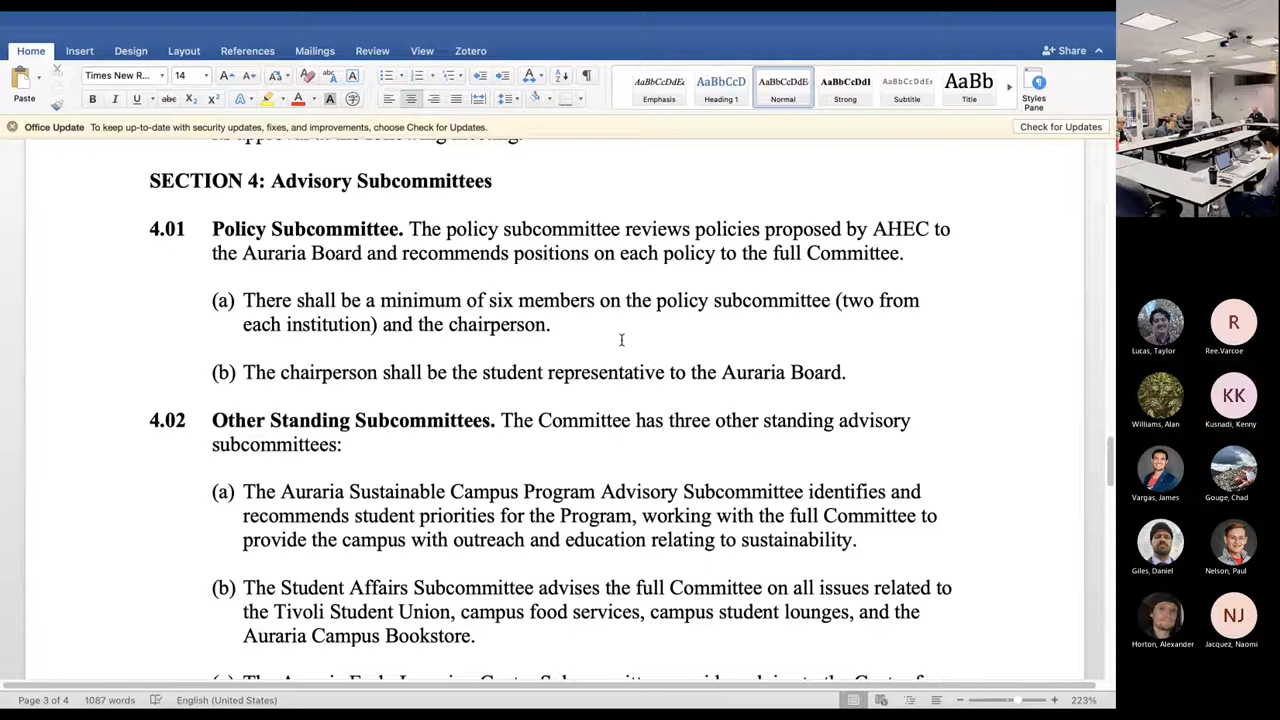 Home Insert Design Layout References Mailings Review View Zotero Share
Times New R... 14
Paste
AaBbCcDdEe AaBbCcD AaBbCcDdE AaBbCcDdI AaBbCcDdE AaBb
Emphasis Heading 1 Normal Strong Subtitle Title Styles Pane
Office Update To keep up-to-date with security updates, fixes, and improvements, choose Check for Updates. Check for Updates
SECTION 4: Advisory Subcommittees
4.01 Policy Subcommittee. The policy subcommittee reviews policies proposed by AHEC to
the Auraria Board and recommends positions on each policy to the full Committee.
(a) There shall be a minimum of six members on the policy subcommittee (two from
each institution) and the chairperson.
(b) The chairperson shall be the student representative to the Auraria Board.
4.02 Other Standing Subcommittees. The Committee has three other standing advisory
subcommittees:
(a) The Auraria Sustainable Campus Program Advisory Subcommittee identifies and
recommends student priorities for the Program, working with the full Committee to
provide the campus with outreach and education relating to sustainability.
(b) The Student Affairs Subcommittee advises the full Committee on all issues related to
the Tivoli Student Union, campus food services, campus student lounges, and the
Auraria Campus Bookstore.
Page 3 of 4 1087 words English (United States) 223%
R
Lucas, Taylor Ree.Varcoe
KK
Williams, Alan Kusnadi, Kenny
Vargas, James Gouge, Chad
Giles, Daniel Nelson, Paul
NJ
Horton, Alexander Jacquez, Naomi